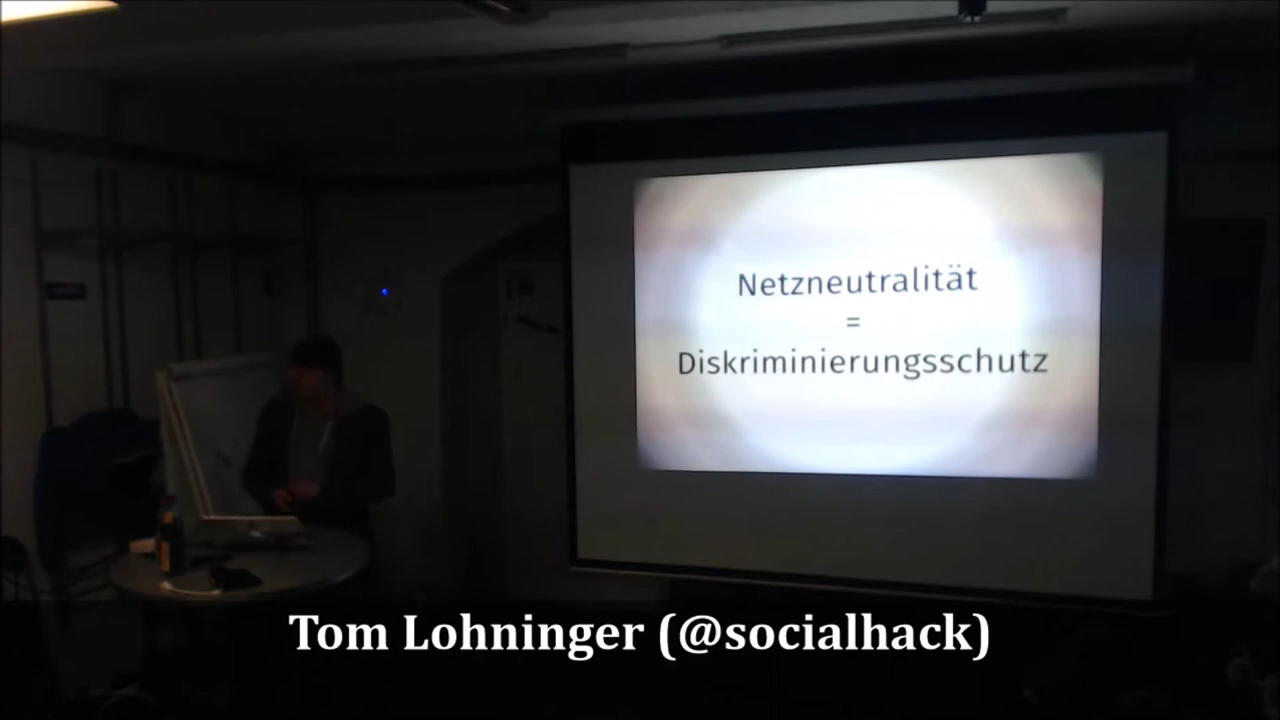 Netzneutralität
=
Diskriminierungsschutz
Tom Lohninger (@socialhack)